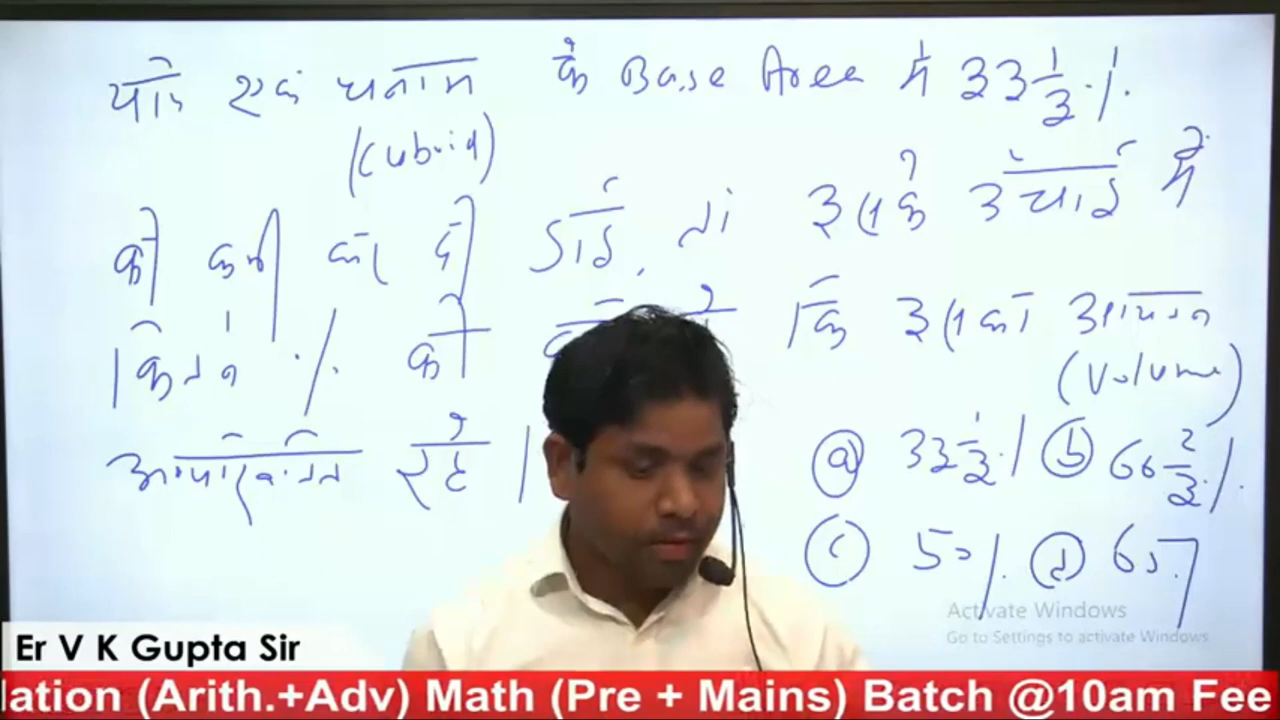 यदि एक घनाभ के Base Area में 33 1/3 %
(Cuboid)
की कमी कर दी जाई, तो उसके उंचाई में
कितने % की कि उसका आयतन
(Volume)
अपरिवर्तित रहे |
(a) 33 1/3 % (b) 66 2/3 %
(c) 50 % (d) 60 %
Activate Windows
Go to Settings to activate Windows
Er V K Gupta Sir
lation (Arith.+Adv) Math (Pre + Mains) Batch @10am Fee